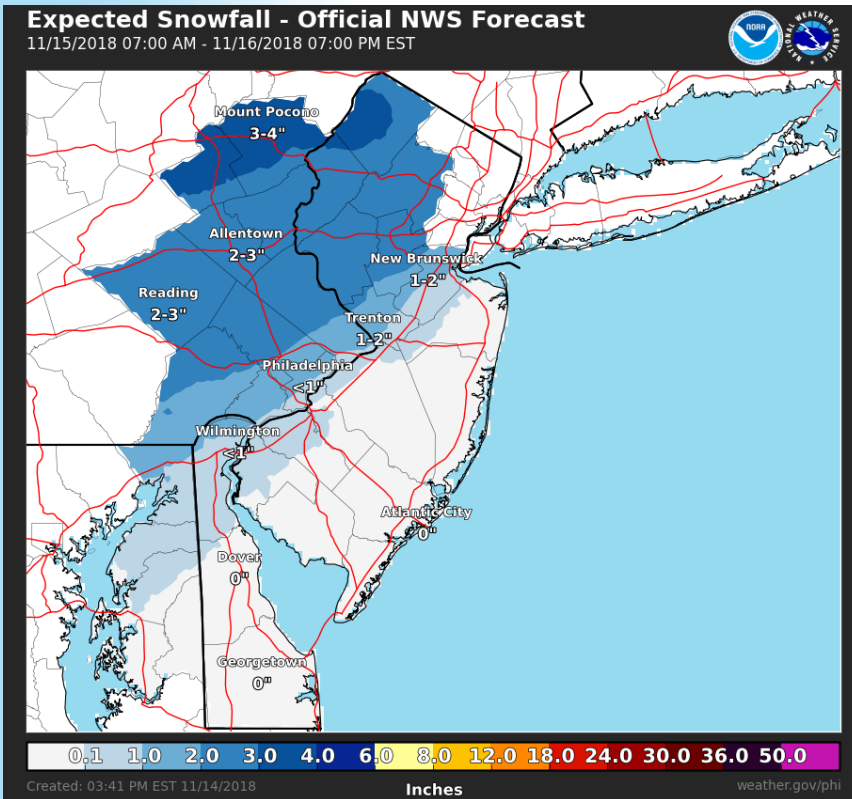 Expected Snowfall - Official NWS Forecast
11/15/2018 07:00 AM - 11/16/2018 07:00 PM EST
NOAA
NATIONAL WEATHER SERVICE
Mount Pocono
3-4"
Allentown
2-3"
New Brunswick
1-2"
Reading
2-3"
Trenton
1-2"
Philadelphia
<1"
Wilmington
<1"
Atlantic City
0"
Dover
0"
Georgetown
0"
0.1 1.0 2.0 3.0 4.0 6.0 8.0 12.0 18.0 24.0 30.0 36.0 50.0
Created: 03:41 PM EST 11/14/2018
Inches
weather.gov/phi